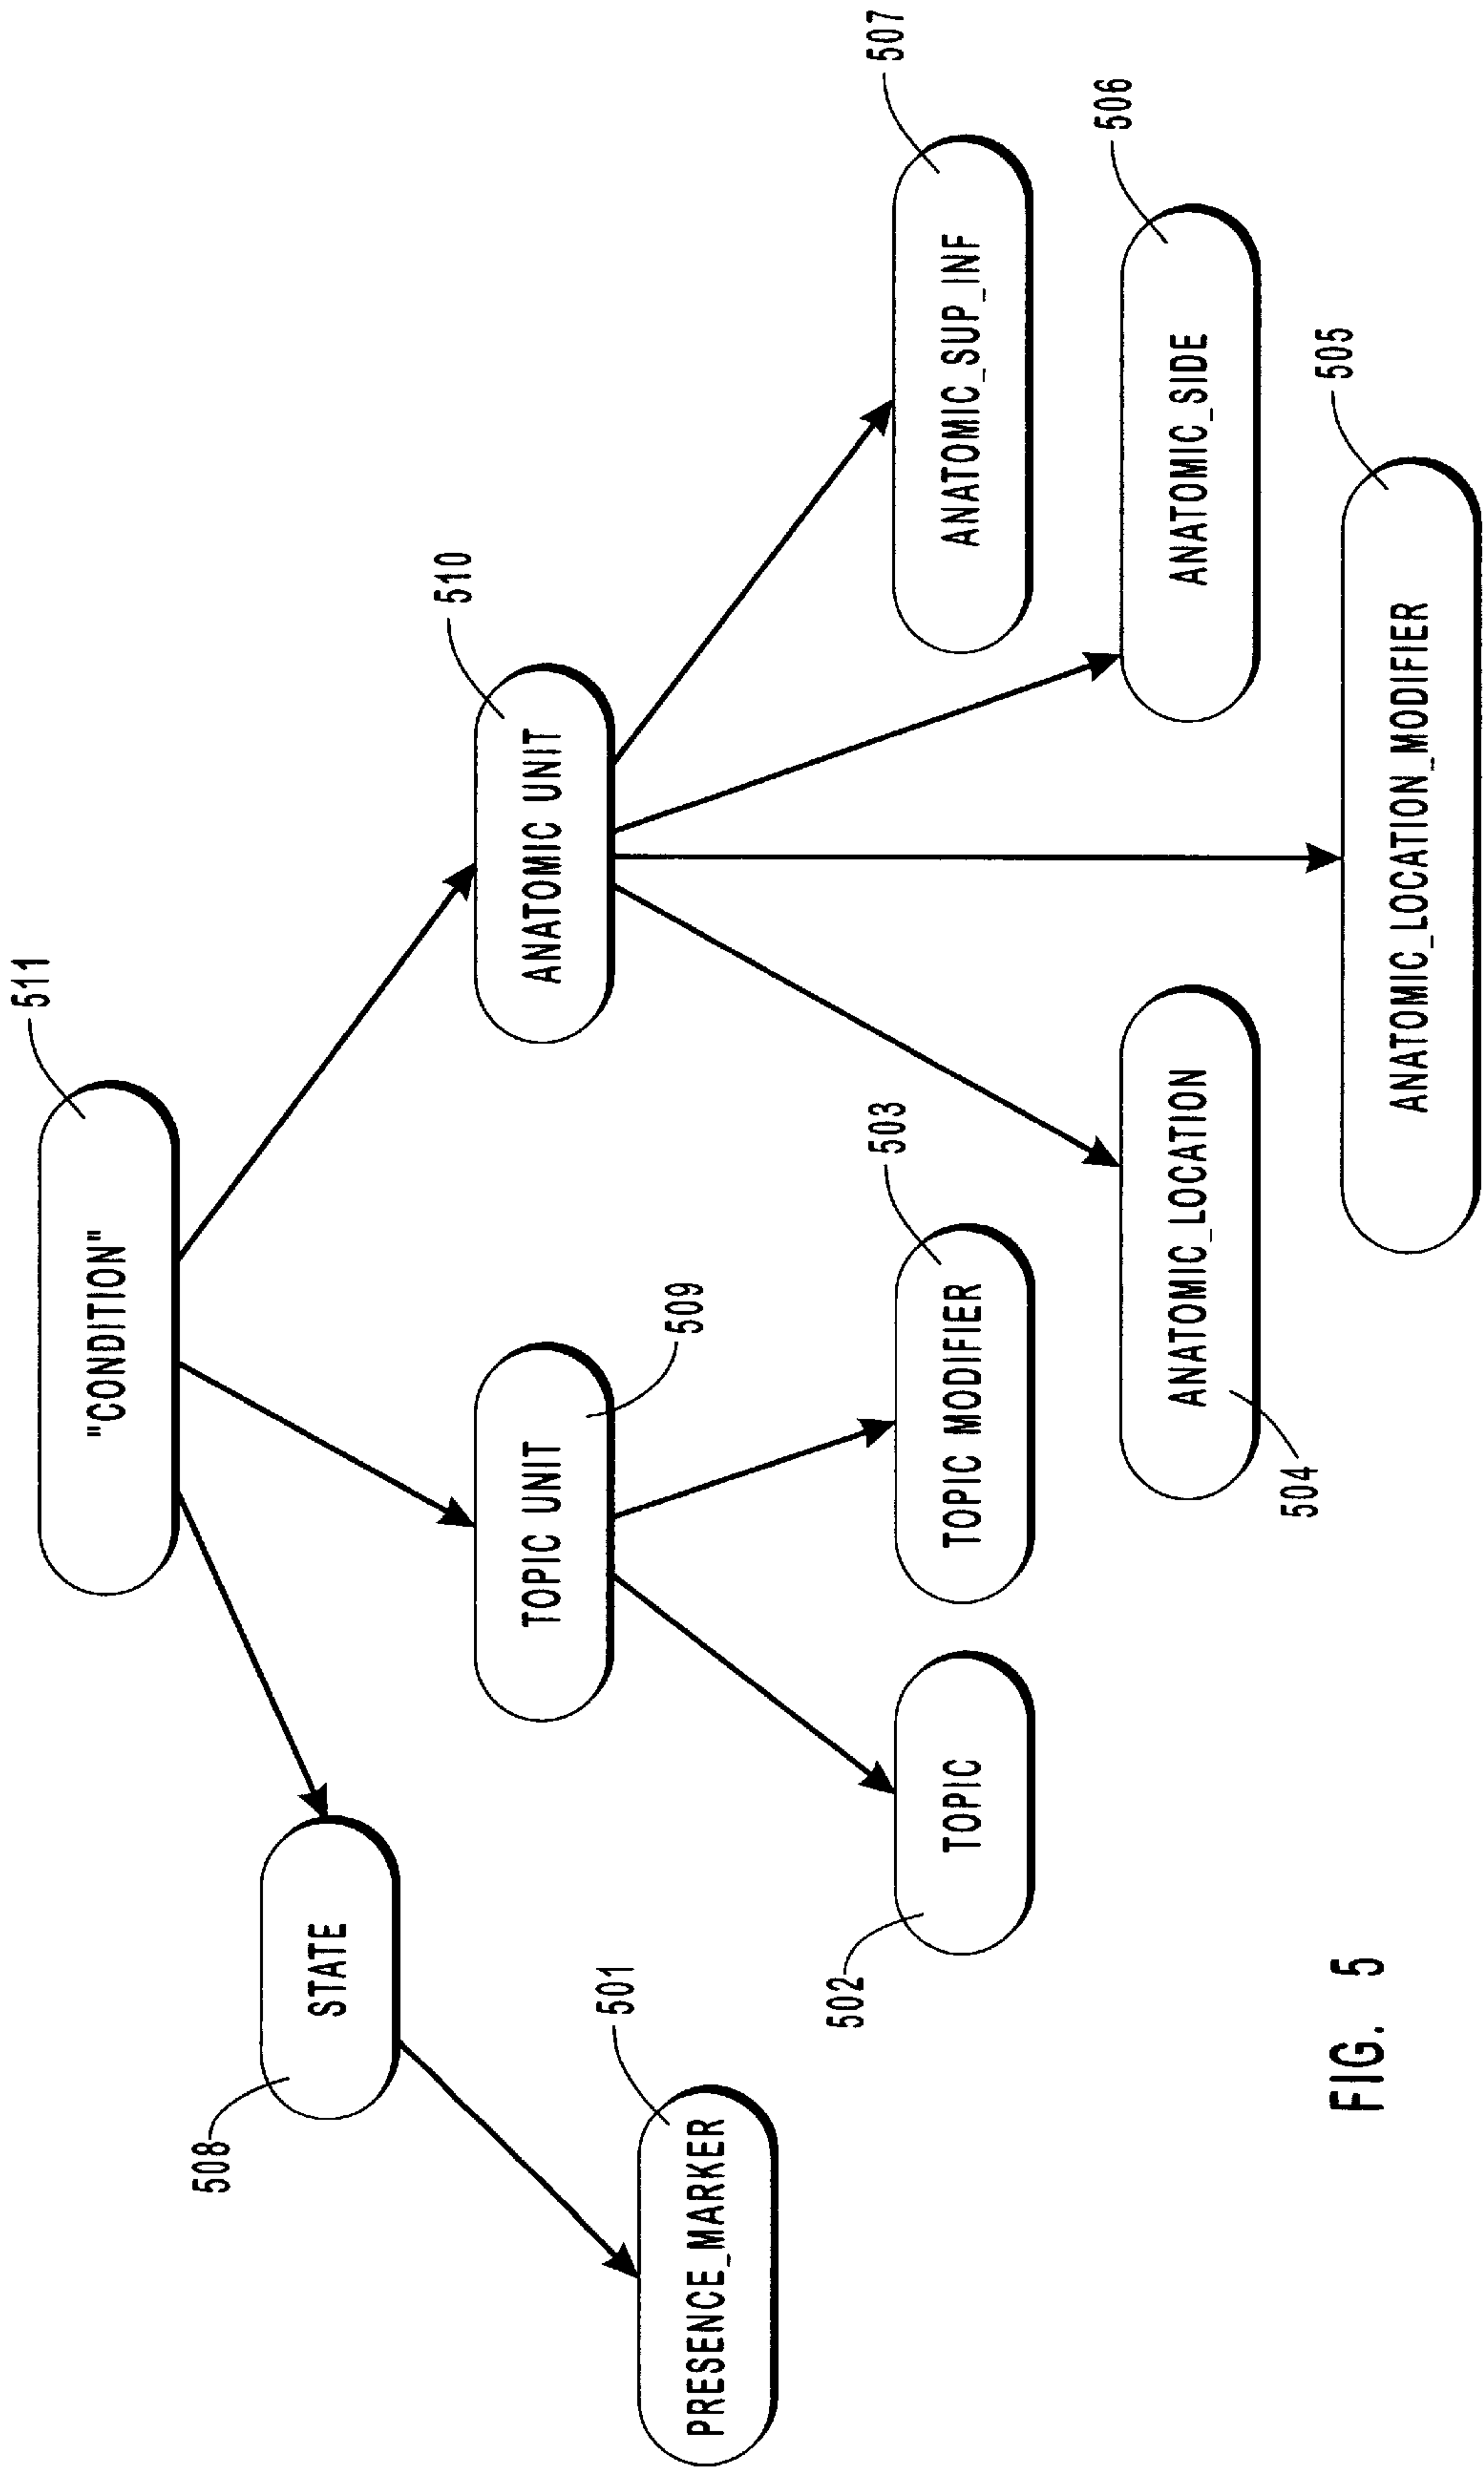 511
"CONDITION"
508
STATE
510
TOPIC UNIT
509
ANATOMIC UNIT
501
PRESENCE_MARKER
502
TOPIC
503
TOPIC MODIFIER
507
ANATOMIC_SUP_INF
506
ANATOMIC_LOCATION
504
ANATOMIC_SIDE
505
ANATOMIC_LOCATION_MODIFIER
FIG. 5